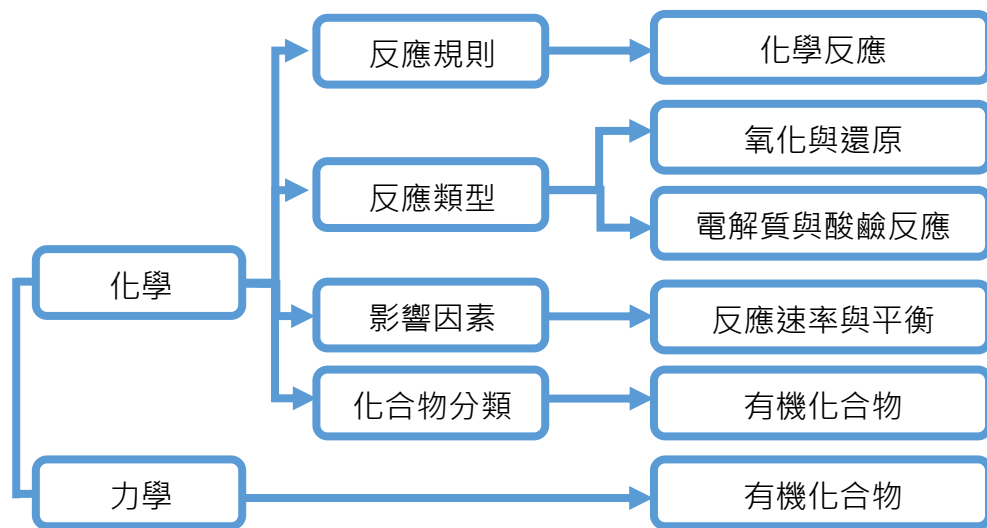 反應規則
化學反應
氧化與還原
反應類型
電解質與酸鹼反應
化學
影響因素
反應速率與平衡
化合物分類
有機化合物
力學
有機化合物